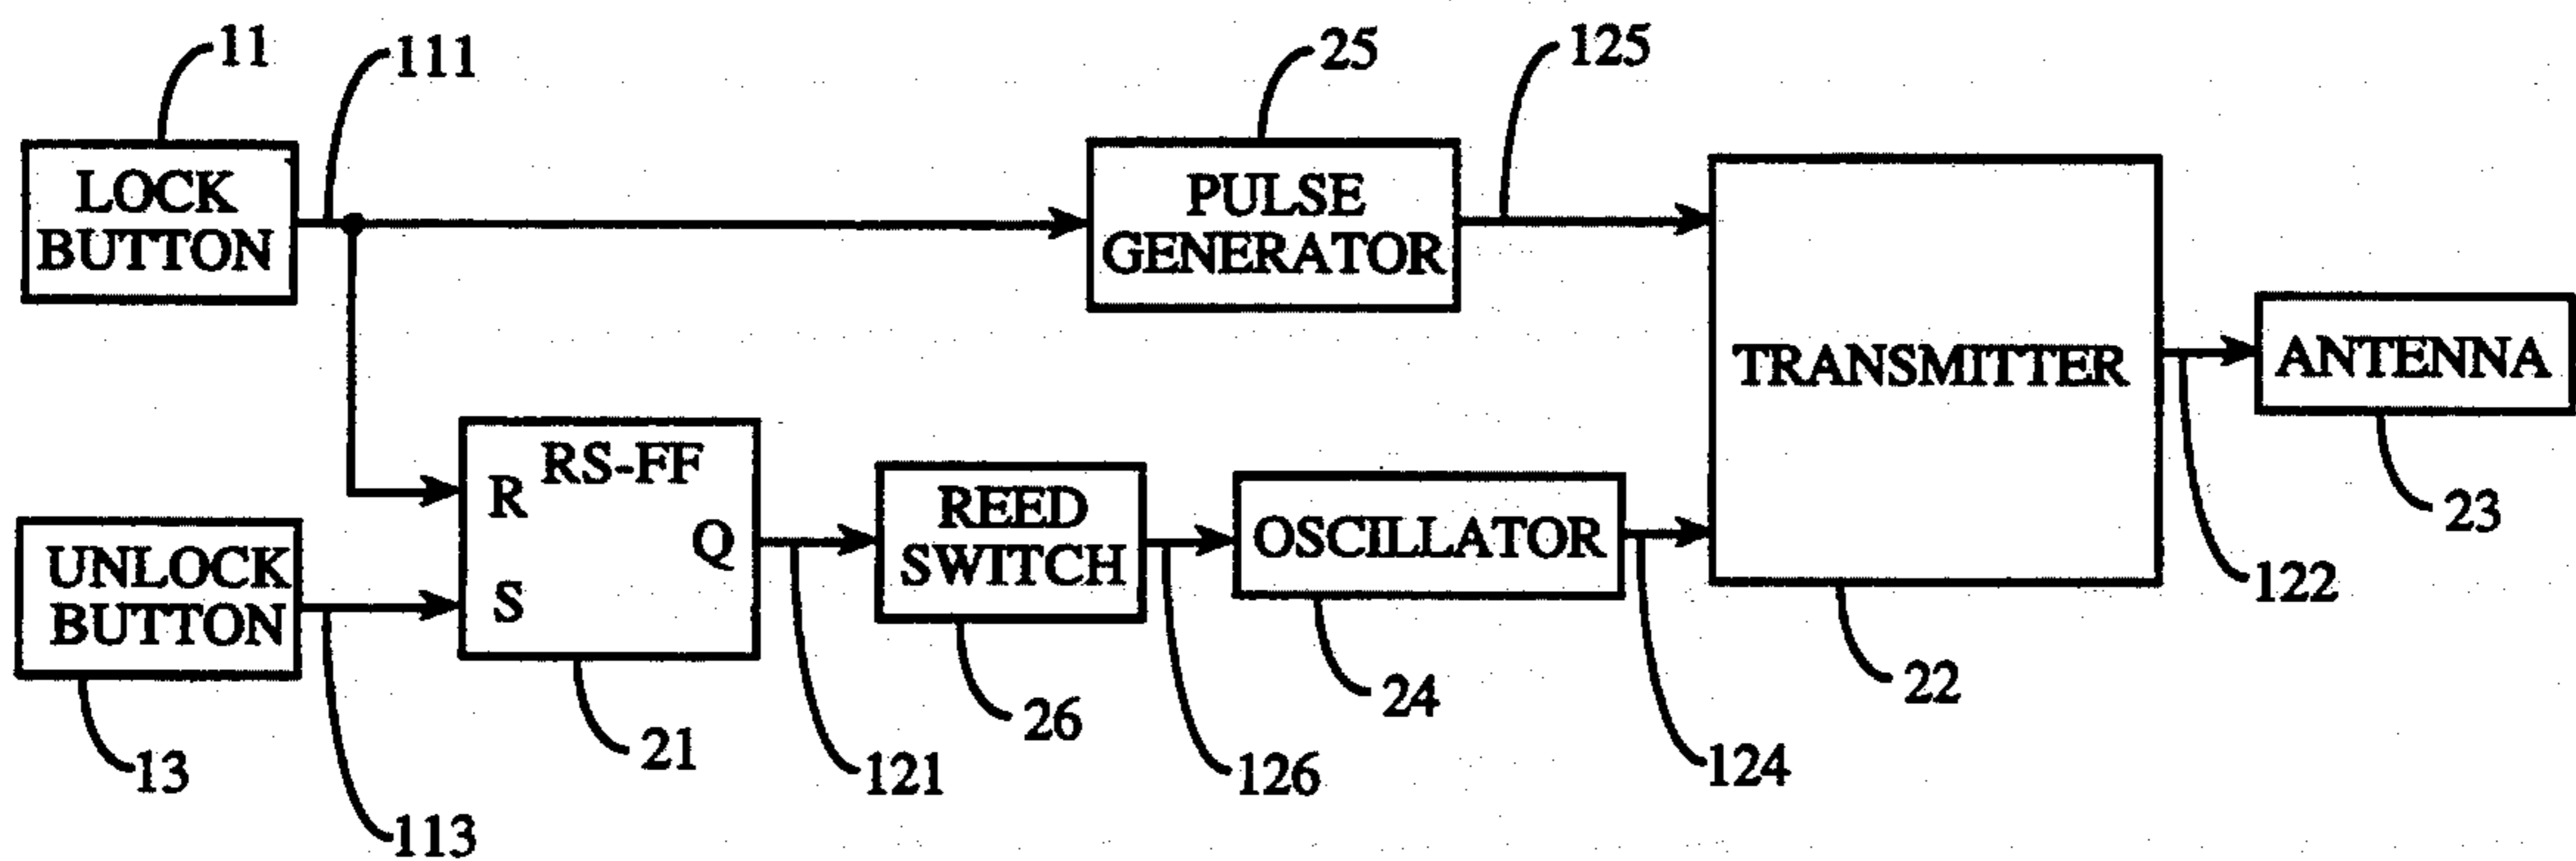 11
111
25
125
LOCK
BUTTON
PULSE
GENERATOR
TRANSMITTER
ANTENNA
RS-FF
R
Q
S
REED
SWITCH
OSCILLATOR
23
UNLOCK
BUTTON
122
22
24
26
21
13
121
126
124
113